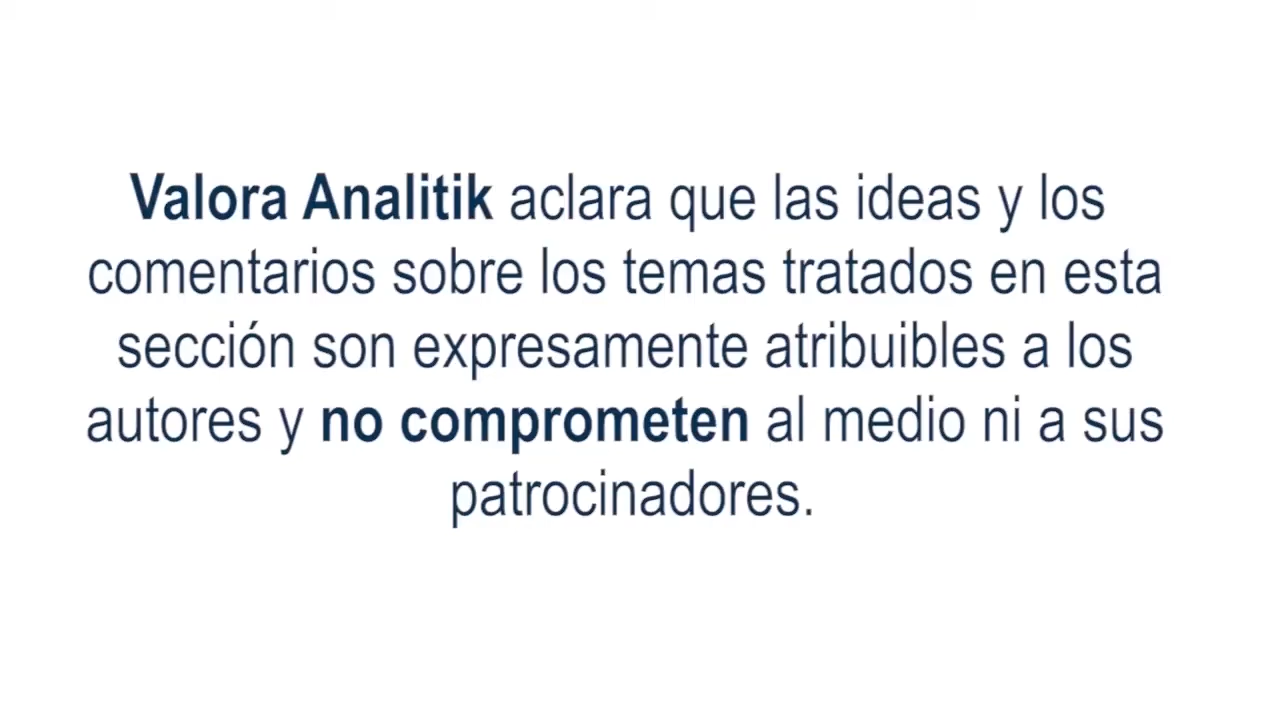 Valora Analitik aclara que las ideas y los
comentarios sobre los temas tratados en esta
sección son expresamente atribuibles a los
autores y no comprometen al medio ni a sus
patrocinadores.